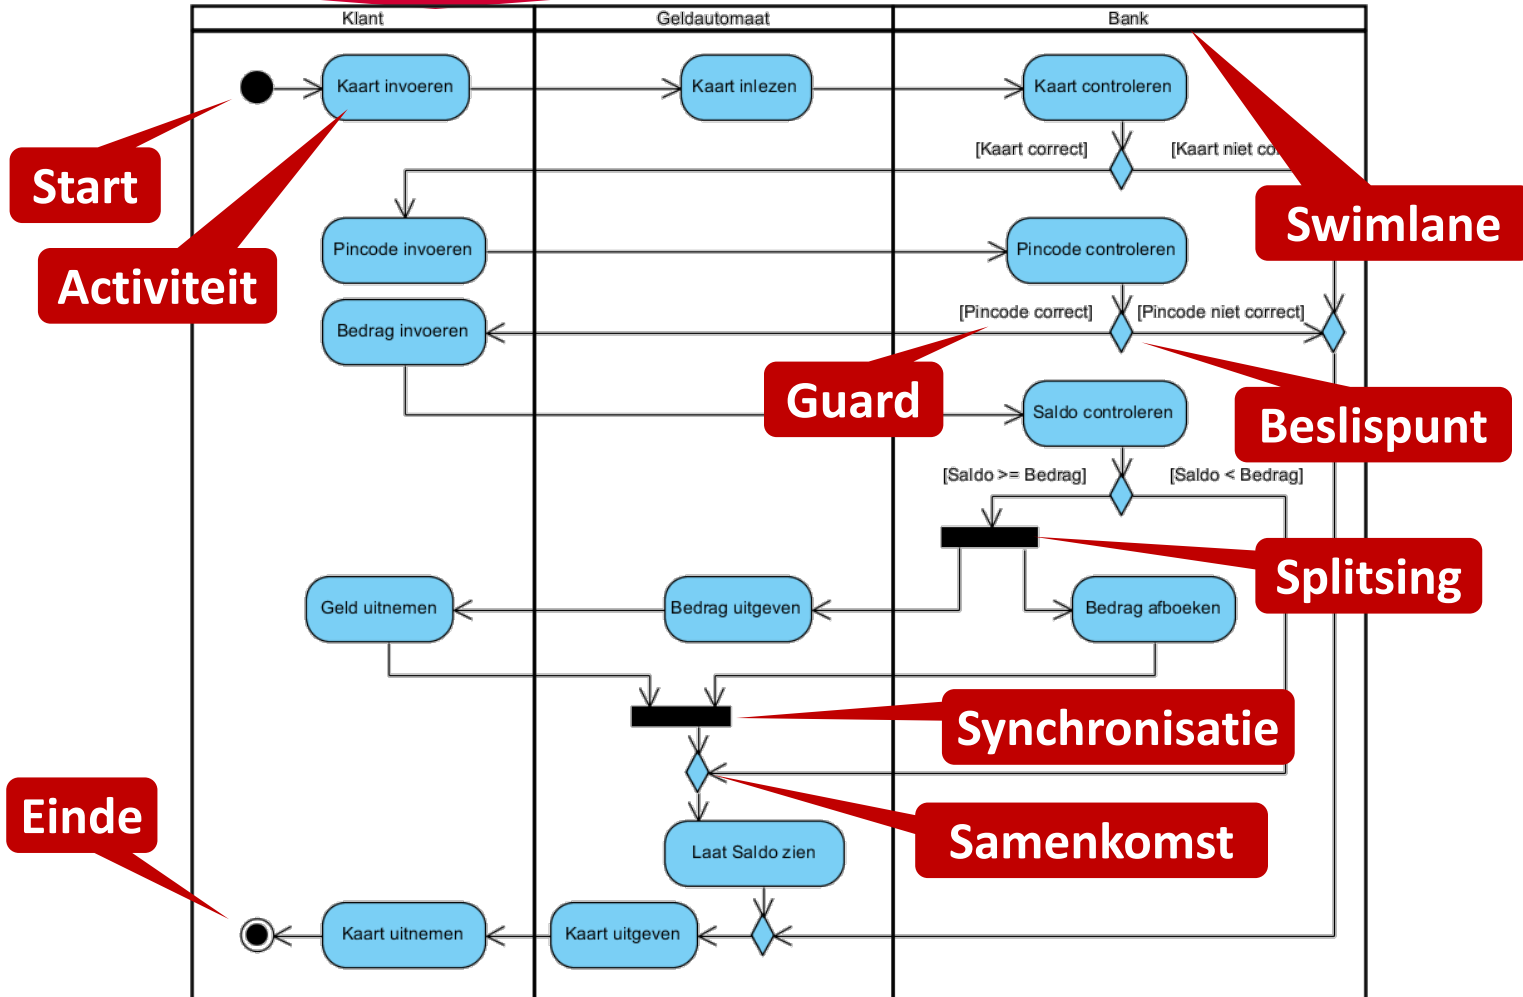 Klant
Geldautomaat
Bank
Kaart invoeren
Kaart inlezen
Kaart controleren
[Kaart correct]
[Kaart niet
Start
Swimlane
Activiteit
Pincode invoeren
Pincode controleren
[Pincode correct]
[Pincode niet correct]
Bedrag invoeren
Guard
Saldo controleren
Beslispunt
[Saldo >= Bedrag]
[Saldo < Bedrag]
Splitsing
Geld uitnemen
Bedrag uitgeven
Bedrag afboeken
Synchronisatie
Einde
Samenkomst
Laat Saldo zien
Kaart uitnemen
Kaart uitgeven